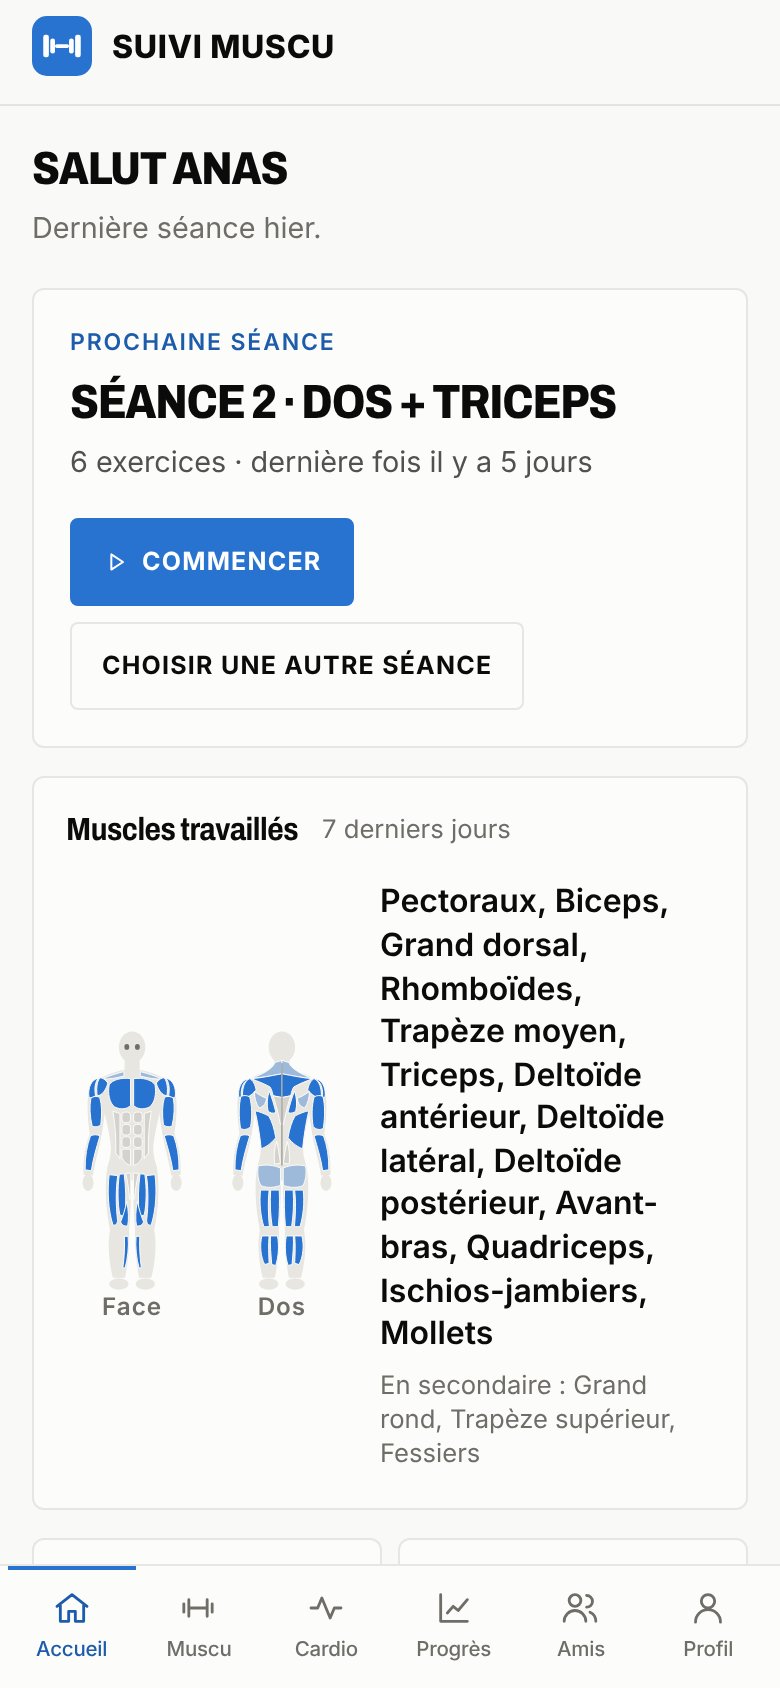 SUIVI MUSCU
SALUT ANAS
Dernière séance hier.
PROCHAINE SÉANCE
SÉANCE 2 · DOS + TRICEPS
6 exercices · dernière fois il y a 5 jours
COMMENCER
CHOISIR UNE AUTRE SÉANCE
Muscles travaillés 7 derniers jours
Pectoraux, Biceps,
Grand dorsal,
Rhomboïdes,
Trapèze moyen,
Triceps, Deltoïde
antérieur, Deltoïde
latéral, Deltoïde
postérieur, Avant-
bras, Quadriceps,
Ischios-jambiers,
Mollets
En secondaire : Grand
rond, Trapèze supérieur,
Fessiers
Face Dos
Accueil Muscu Cardio Progrès Amis Profil